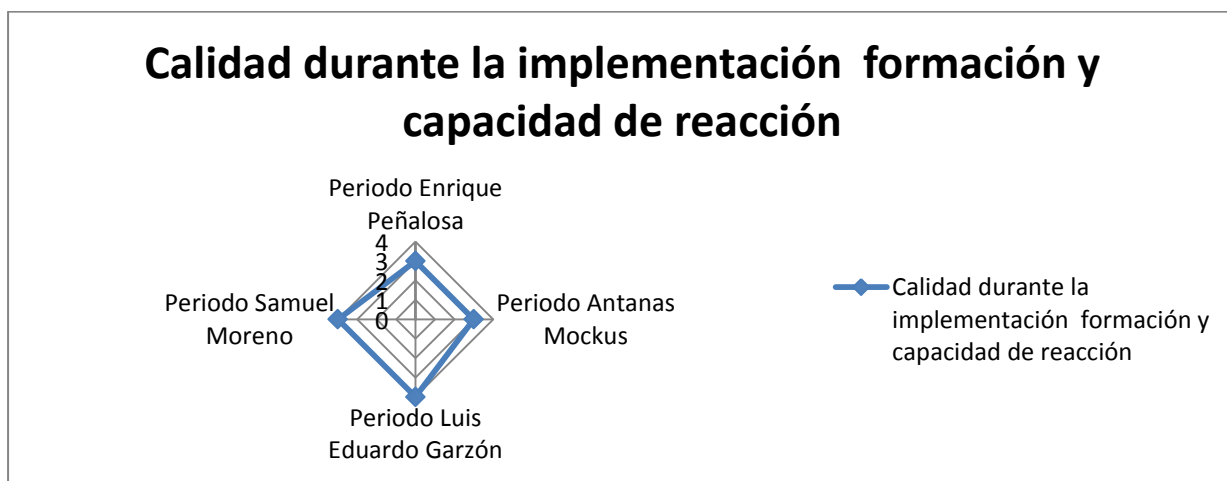 Calidad durante la implementación  formación y
capacidad de reacción
Periodo Enrique
Peñalosa
4
3
2
1
0
Periodo Samuel
Moreno
Periodo Antanas
Mockus
Periodo Luis
Eduardo Garzón
Calidad durante la
implementación  formación y
capacidad de reacción